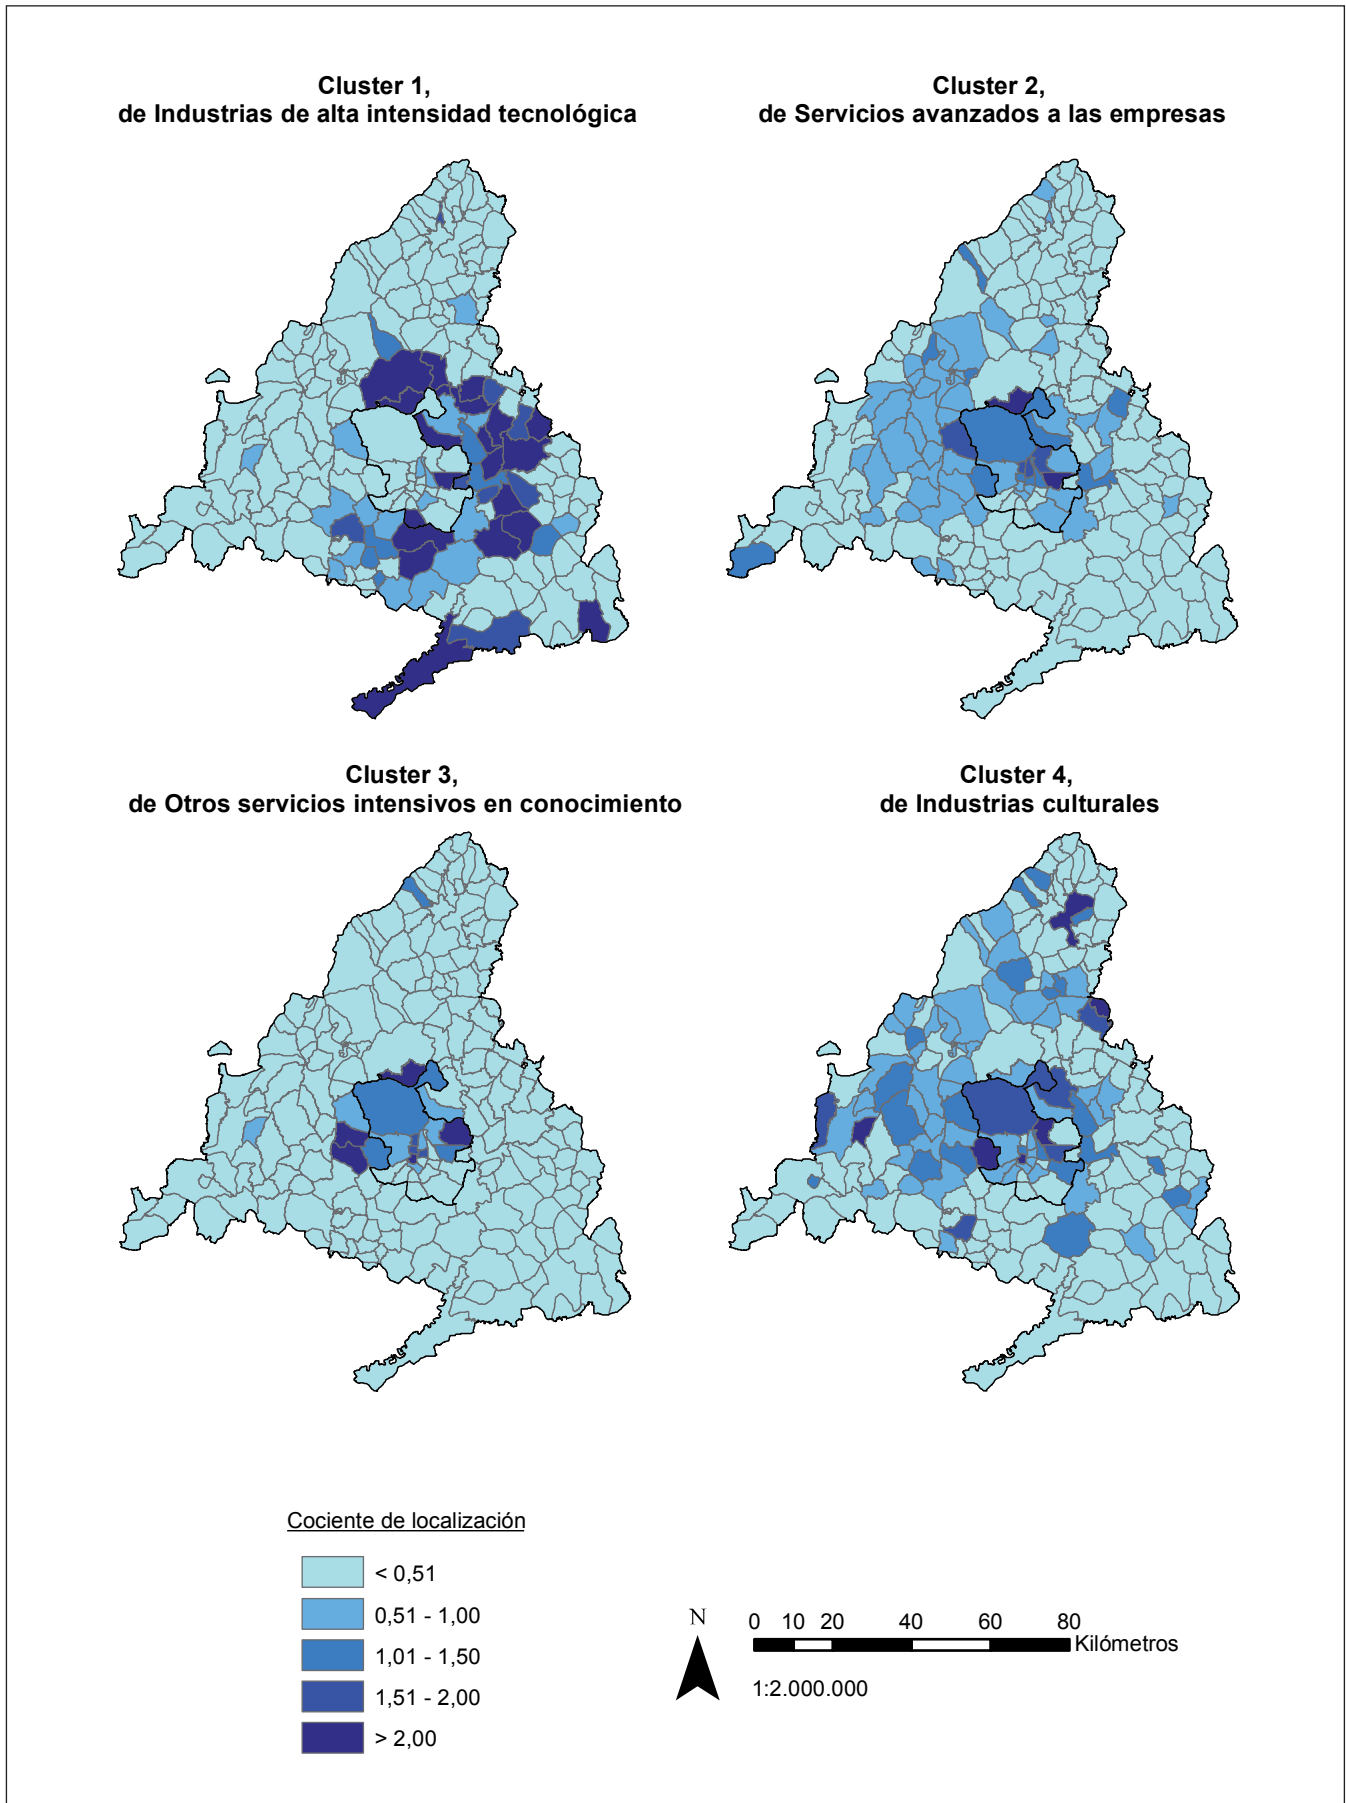 Cluster 1,
de Industrias de alta intensidad tecnológica
Cluster 2,
de Servicios avanzados a las empresas
Cluster 3,
de Otros servicios intensivos en conocimiento
Cluster 4,
de Industrias culturales
Cociente de localización
< 0,51
0,51 - 1,00
1,01 - 1,50
1,51 - 2,00
> 2,00
N
0 10 20 40 60 80
Kilómetros
1:2.000.000